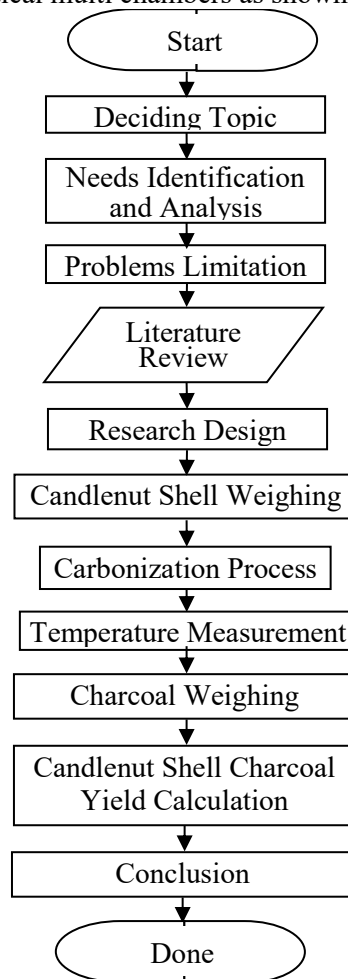 multi chambers as shown
Start
Deciding Topic
Needs Identification
and Analysis
Problems Limitation
Literature
Review
Research Design
Candlenut Shell Weighing
Carbonization Process
Temperature Measurement
Charcoal Weighing
Candlenut Shell Charcoal
Yield Calculation
Conclusion
Done